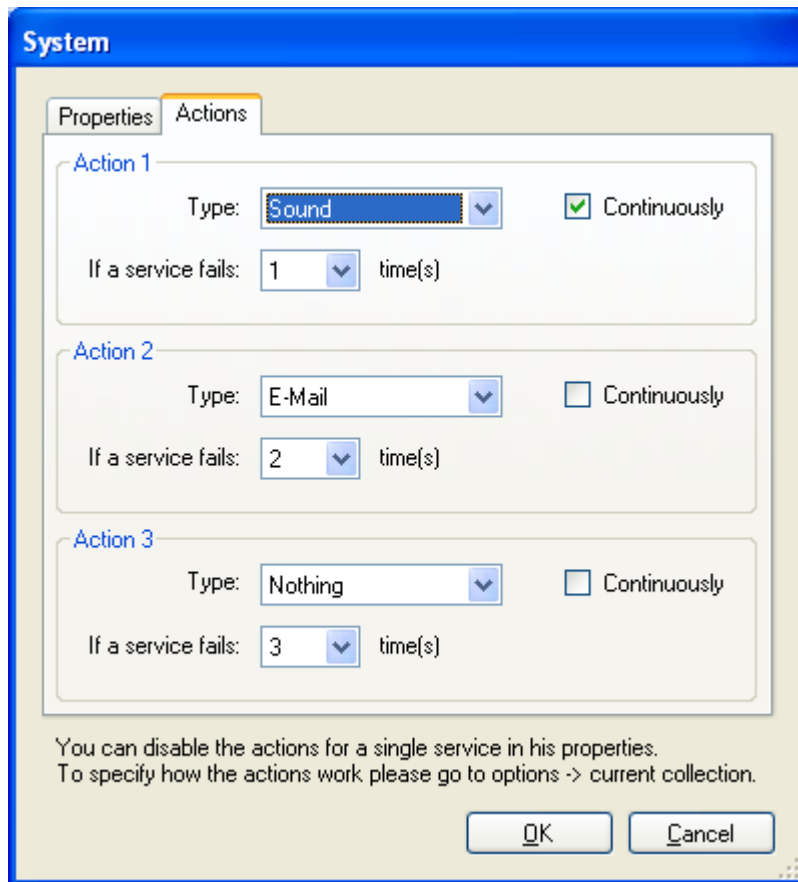 System
Properties Actions
Action 1
Type: Sound Continuously
If a service fails: 1 time(s)
Action 2
Type: E-Mail Continuously
If a service fails: 2 time(s)
Action 3
Type: Nothing Continuously
If a service fails: 3 time(s)
You can disable the actions for a single service in his properties.
To specify how the actions work please go to options -> current collection.
OK Cancel